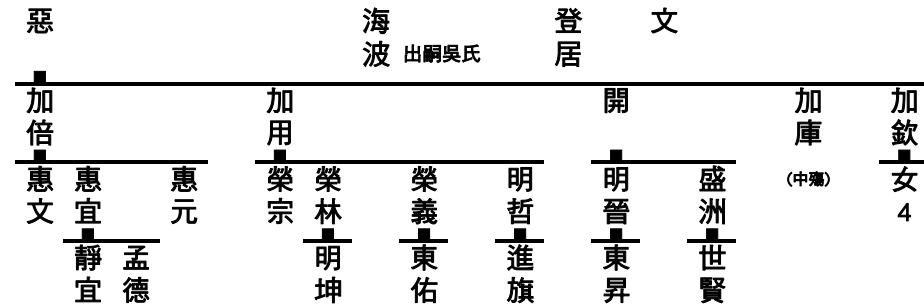 惡 海波 出嗣吳氏 登居 文
加倍 加用 開 加庫 加欽
惠文 惠宜 惠元 榮宗 榮林 榮義 明哲 明晉 盛洲 (中殤) 女4
靜宜 孟德 明坤 東佑 進旗 東昇 世賢